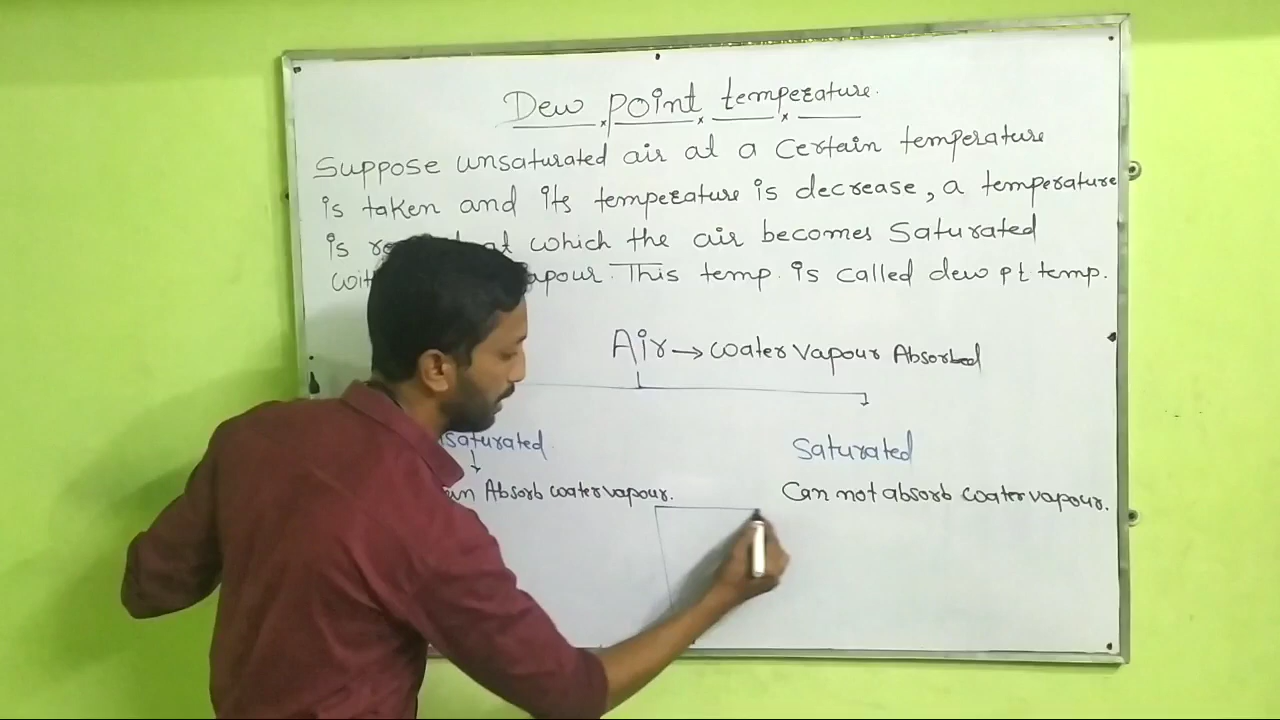 Dew point temperature.
Suppose unsaturated air at a certain temperature
is taken and its temperature is decrease, a temperature
is at which the air becomes saturated
vapour. This temp. is called dew pt temp.
Air → water vapour Absorbed
saturated.
Saturated
Absorb water vapour.
Can not absorb water vapour.